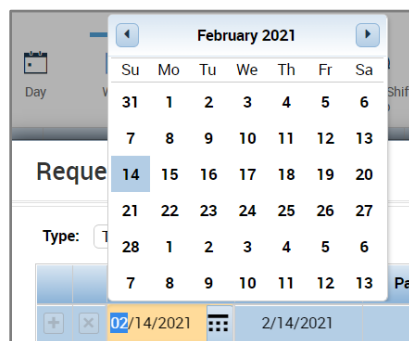 February 2021
Su Mo Tu We Th Fr Sa
31 1 2 3 4 5 6
Day
7 8 9 10 11 12 13
14 15 16 17 18 19 20
Reque
21 22 23 24 25 26 27
Type:
28 1 2 3 4 5 6
7 8 9 10 11 12 13
02/14/2021 2/14/2021